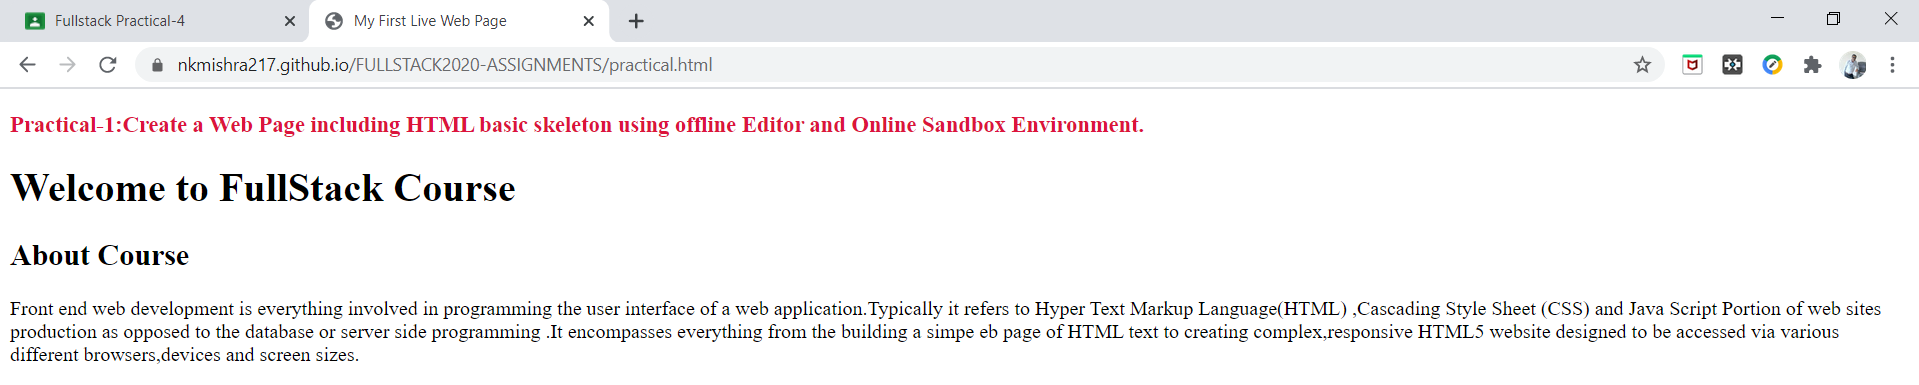 Fullstack Practical-4
My First Live Web Page
nkmishra217.github.io/FULLSTACK2020-ASSIGNMENTS/practical.html
Practical-1:Create a Web Page including HTML basic skeleton using offline Editor and Online Sandbox Environment.
Welcome to FullStack Course
About Course
Front end web development is everything involved in programming the user interface of a web application.Typically it refers to Hyper Text Markup Language(HTML) ,Cascading Style Sheet (CSS) and Java Script Portion of web sites
production as opposed to the database or server side programming .It encompasses everything from the building a simpe eb page of HTML text to creating complex,responsive HTML5 website designed to be accessed via various
different browsers,devices and screen sizes.